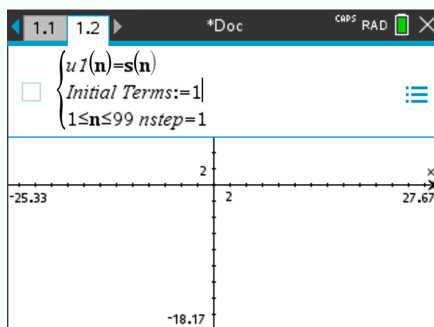 1.1 1.2 *Doc CAPS RAD
u1(n)=s(n)
Initial Terms:=1
1≤n≤99 nstep=1
2
x
-25.33 2 27.67
-18.17